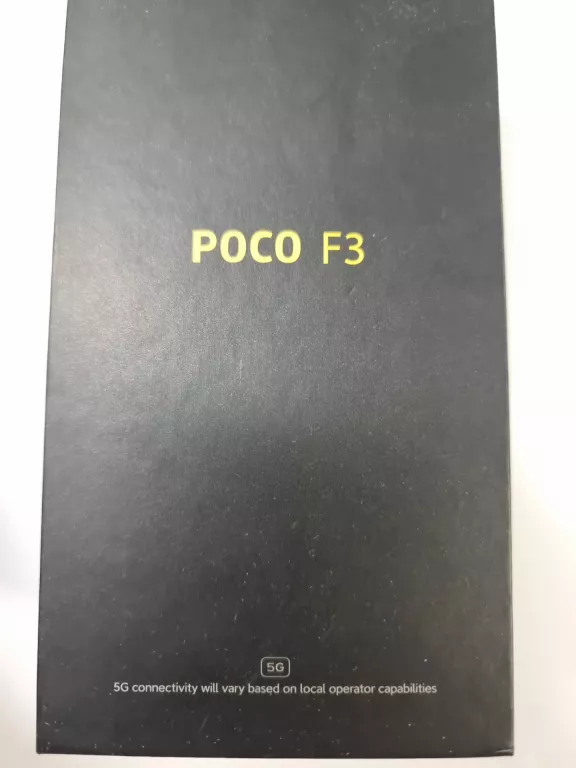 POCO F3
5G
5G connectivity will vary based on local operator capabilities